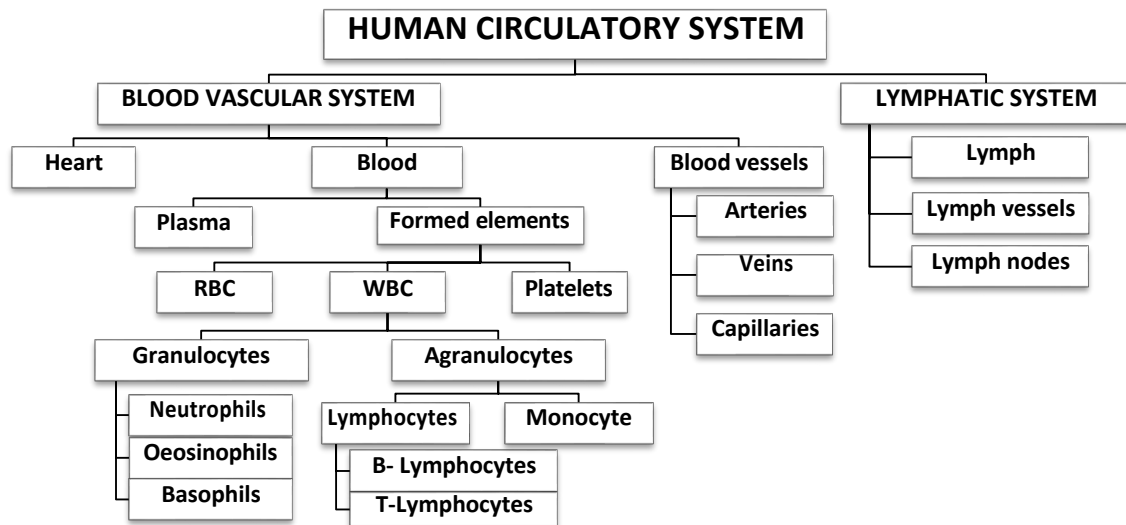 HUMAN CIRCULATORY SYSTEM
BLOOD VASCULAR SYSTEM
LYMPHATIC SYSTEM
Heart
Blood
Blood vessels
Lymph
Plasma
Formed elements
Arteries
Lymph vessels
RBC
WBC
Platelets
Veins
Lymph nodes
Capillaries
Granulocytes
Agranulocytes
Neutrophils
Lymphocytes
Monocyte
Oeosinophils
B- Lymphocytes
Basophils
T-Lymphocytes